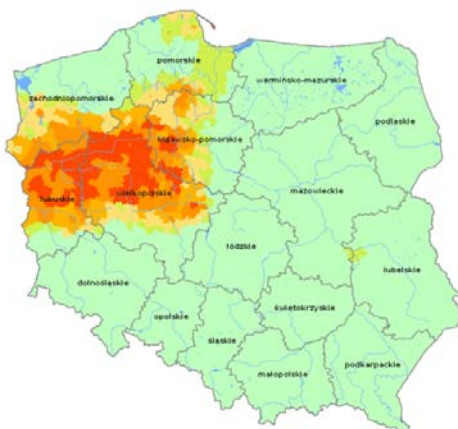 pomorskie
warmińsko-mazurskie
zachodniopomorskie
podlaskie
kujawsko-pomorskie
mazowieckie
lubuskie
wielkopolskie
łódzkie
lubelskie
dolnośląskie
opolskie
świętokrzyskie
śląskie
podkarpackie
małopolskie